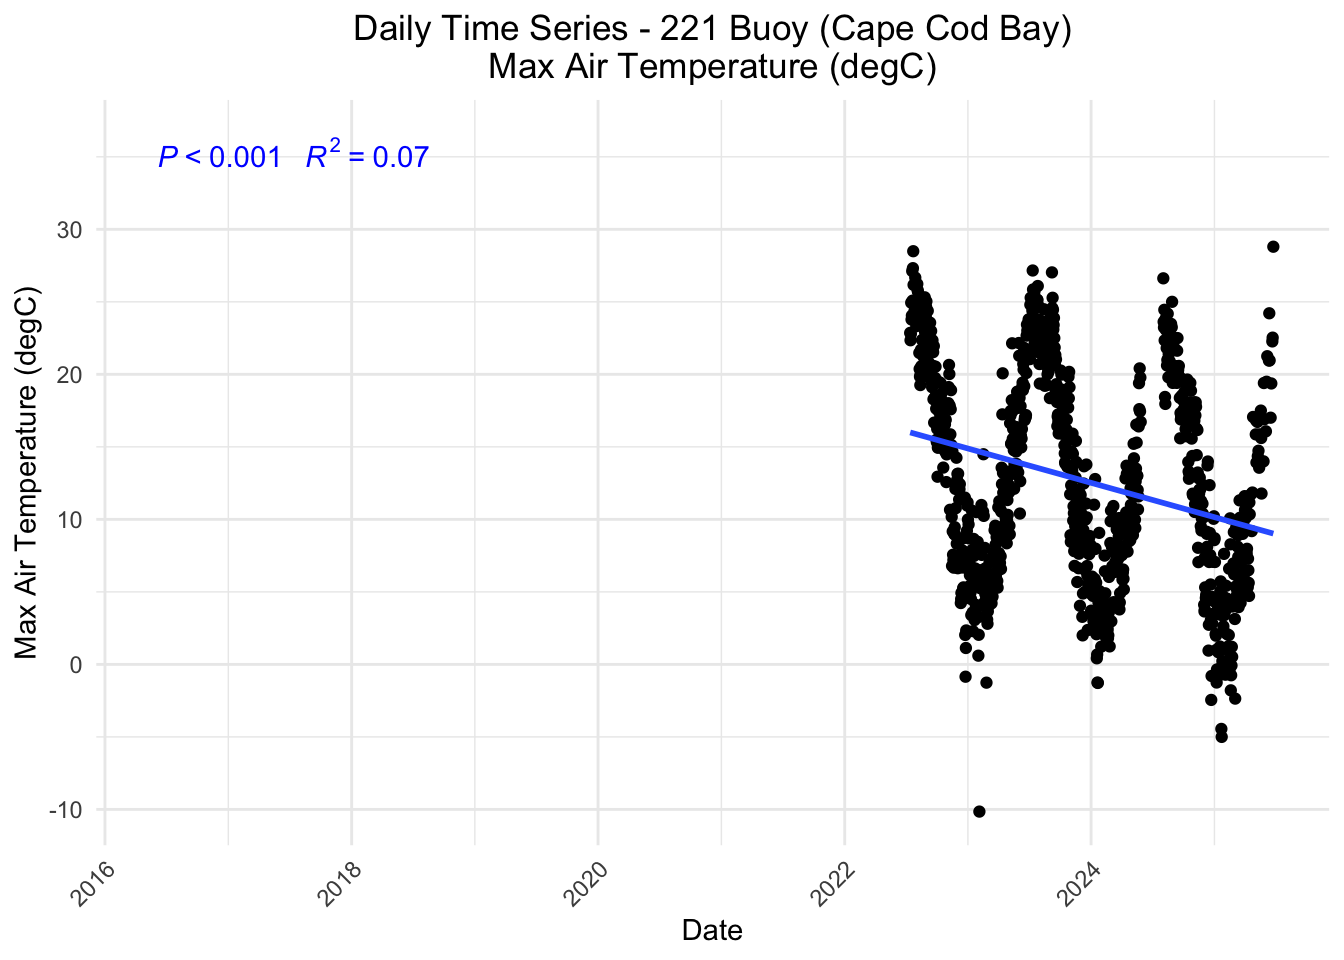 Daily Time Series - 221 Buoy (Cape Cod Bay)
Max Air Temperature (degC)
P < 0.001 R² = 0.07
Max Air Temperature (degC)
30
20
10
0
-10
2016
2018
2020
2022
2024
Date